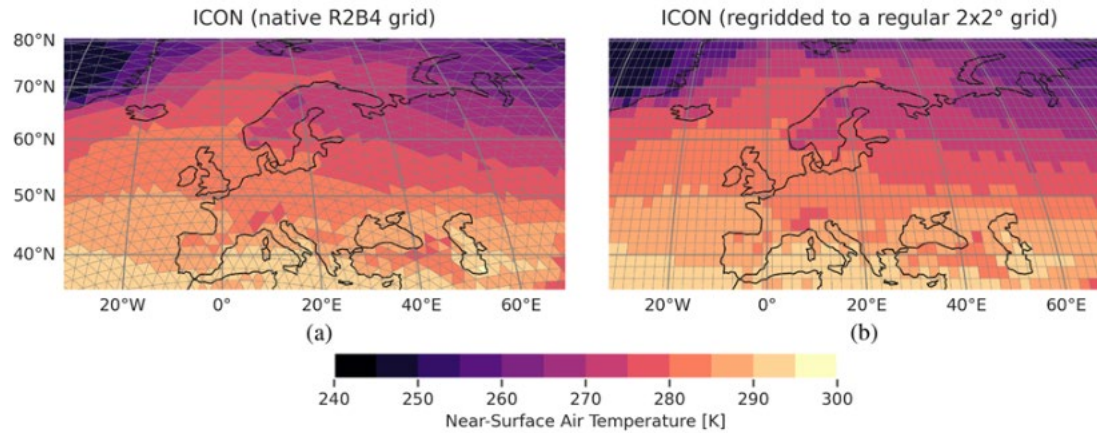 ICON (native R2B4 grid)
ICON (regridded to a regular 2x2° grid)
80°N
70°N
60°N
50°N
40°N
20°W 0° 20°E 40°E 60°E
(a)
80°N
70°N
60°N
50°N
40°N
20°W 0° 20°E 40°E 60°E
(b)
240 250 260 270 280 290 300
Near-Surface Air Temperature [K]